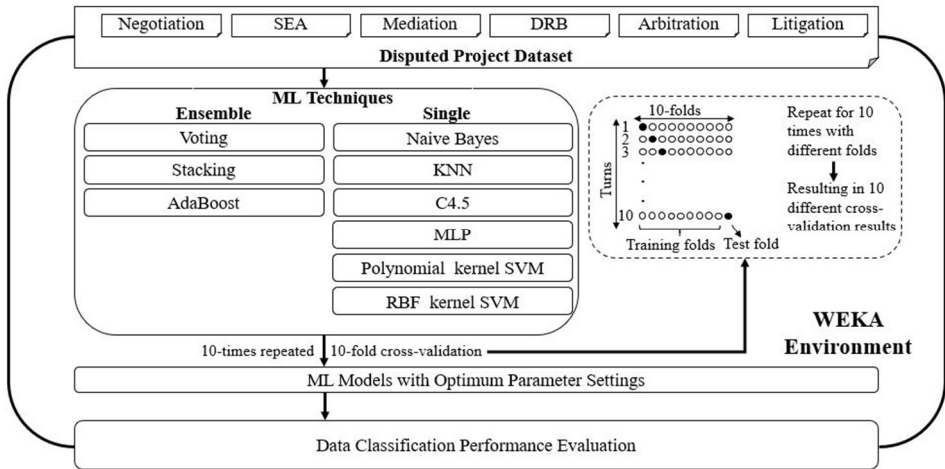 Negotiation SEA Mediation DRB Arbitration Litigation
Disputed Project Dataset
ML Techniques
Ensemble
Voting
Stacking
AdaBoost
Single
Naive Bayes
KNN
C4.5
MLP
Polynomial kernel SVM
RBF kernel SVM
10-folds
Turns
1
2
3
10
Training folds
Test fold
Repeat for 10
times with
different folds
Resulting in 10
different cross-
validation results
WEKA
Environment
10-times repeated 10-fold cross-validation
ML Models with Optimum Parameter Settings
Data Classification Performance Evaluation